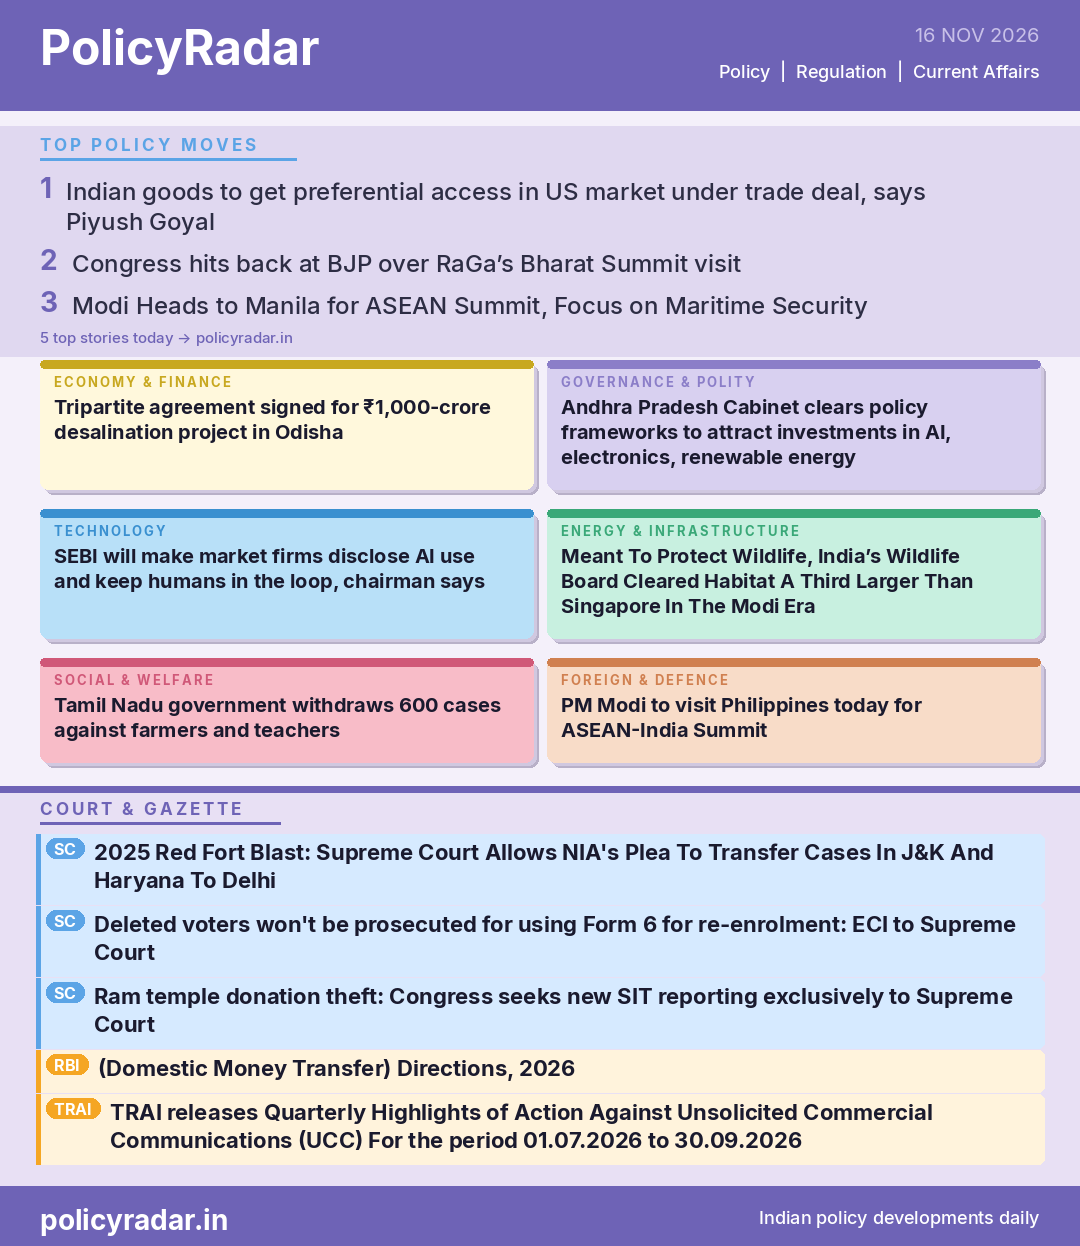 PolicyRadar
16 NOV 2026
Policy | Regulation | Current Affairs
TOP POLICY MOVES
1 Indian goods to get preferential access in US market under trade deal, says
Piyush Goyal
2 Congress hits back at BJP over RaGa’s Bharat Summit visit
3 Modi Heads to Manila for ASEAN Summit, Focus on Maritime Security
5 top stories today → policyradar.in
ECONOMY & FINANCE
Tripartite agreement signed for ₹1,000-crore
desalination project in Odisha
GOVERNANCE & POLITY
Andhra Pradesh Cabinet clears policy
frameworks to attract investments in AI,
electronics, renewable energy
TECHNOLOGY
SEBI will make market firms disclose AI use
and keep humans in the loop, chairman says
ENERGY & INFRASTRUCTURE
Meant To Protect Wildlife, India’s Wildlife
Board Cleared Habitat A Third Larger Than
Singapore In The Modi Era
SOCIAL & WELFARE
Tamil Nadu government withdraws 600 cases
against farmers and teachers
FOREIGN & DEFENCE
PM Modi to visit Philippines today for
ASEAN-India Summit
COURT & GAZETTE
SC 2025 Red Fort Blast: Supreme Court Allows NIA's Plea To Transfer Cases In J&K And
Haryana To Delhi
SC Deleted voters won't be prosecuted for using Form 6 for re-enrolment: ECI to Supreme
Court
SC Ram temple donation theft: Congress seeks new SIT reporting exclusively to Supreme
Court
RBI (Domestic Money Transfer) Directions, 2026
TRAI TRAI releases Quarterly Highlights of Action Against Unsolicited Commercial
Communications (UCC) For the period 01.07.2026 to 30.09.2026
policyradar.in
Indian policy developments daily